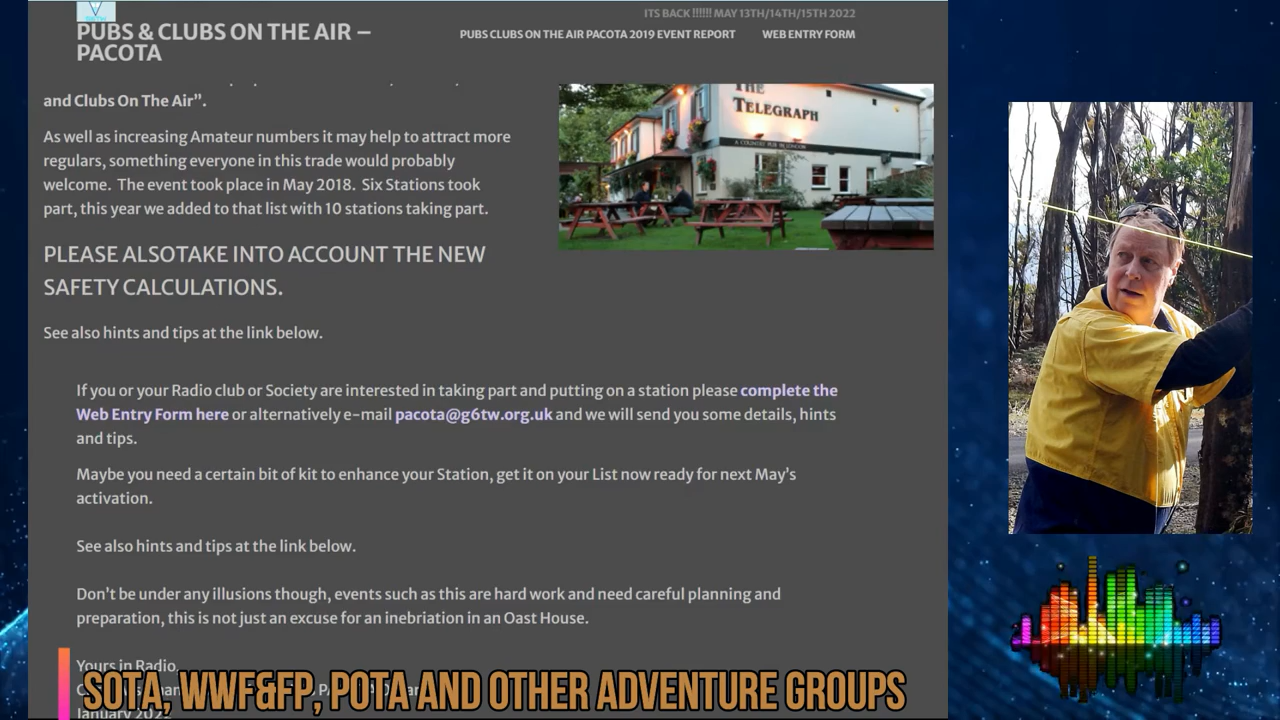 ITS BACK !!!!!! MAY 13TH/14TH/15TH 2022
PUBS & CLUBS ON THE AIR –
PACOTA
PUBS CLUBS ON THE AIR PACOTA 2019 EVENT REPORT WEB ENTRY FORM
and Clubs On The Air”.
As well as increasing Amateur numbers it may help to attract more
regulars, something everyone in this trade would probably
welcome. The event took place in May 2018. Six Stations took
part, this year we added to that list with 10 stations taking part.
THE
TELEGRAPH
A COUNTRY PUB IN LONDON
PLEASE ALSOTAKE INTO ACCOUNT THE NEW
SAFETY CALCULATIONS.
See also hints and tips at the link below.
If you or your Radio club or Society are interested in taking part and putting on a station please complete the
Web Entry Form here or alternatively e-mail pacota@g6tw.org.uk and we will send you some details, hints
and tips.
Maybe you need a certain bit of kit to enhance your Station, get it on your List now ready for next May’s
activation.
See also hints and tips at the link below.
Don’t be under any illusions though, events such as this are hard work and need careful planning and
preparation, this is not just an excuse for an inebriation in an Oast House.
Yours in Radio,
January 202
SOTA, WWF&FP, POTA AND OTHER ADVENTURE GROUPS